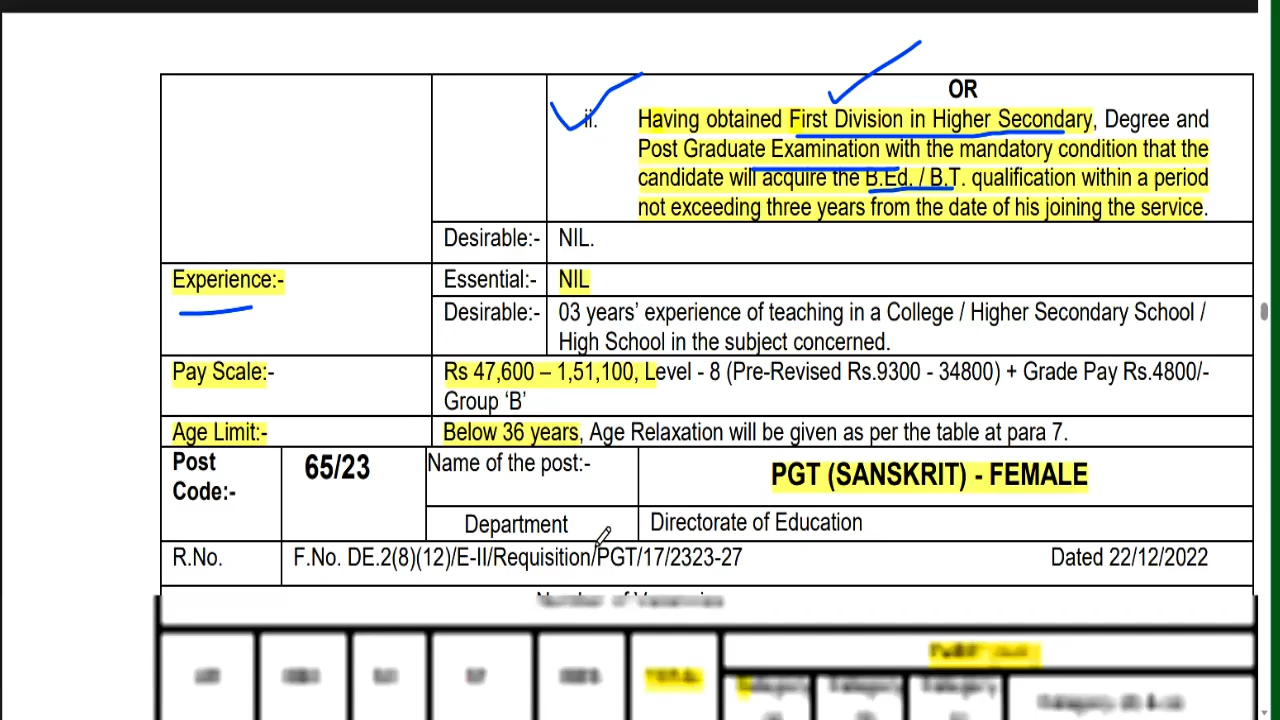 OR
ii. Having obtained First Division in Higher Secondary, Degree and
Post Graduate Examination with the mandatory condition that the
candidate will acquire the B.Ed. / B.T. qualification within a period
not exceeding three years from the date of his joining the service.
Desirable:- NIL.
Experience:- Essential:- NIL
Desirable:- 03 years' experience of teaching in a College / Higher Secondary School /
High School in the subject concerned.
Pay Scale:- Rs 47,600 – 1,51,100, Level - 8 (Pre-Revised Rs.9300 - 34800) + Grade Pay Rs.4800/-
Group ‘B’
Age Limit:- Below 36 years, Age Relaxation will be given as per the table at para 7.
Post
Code:-
65/23
Name of the post:-
PGT (SANSKRIT) - FEMALE
Department Directorate of Education
R.No. F.No. DE.2(8)(12)/E-II/Requisition/PGT/17/2323-27 Dated 22/12/2022
Number of Vacancies